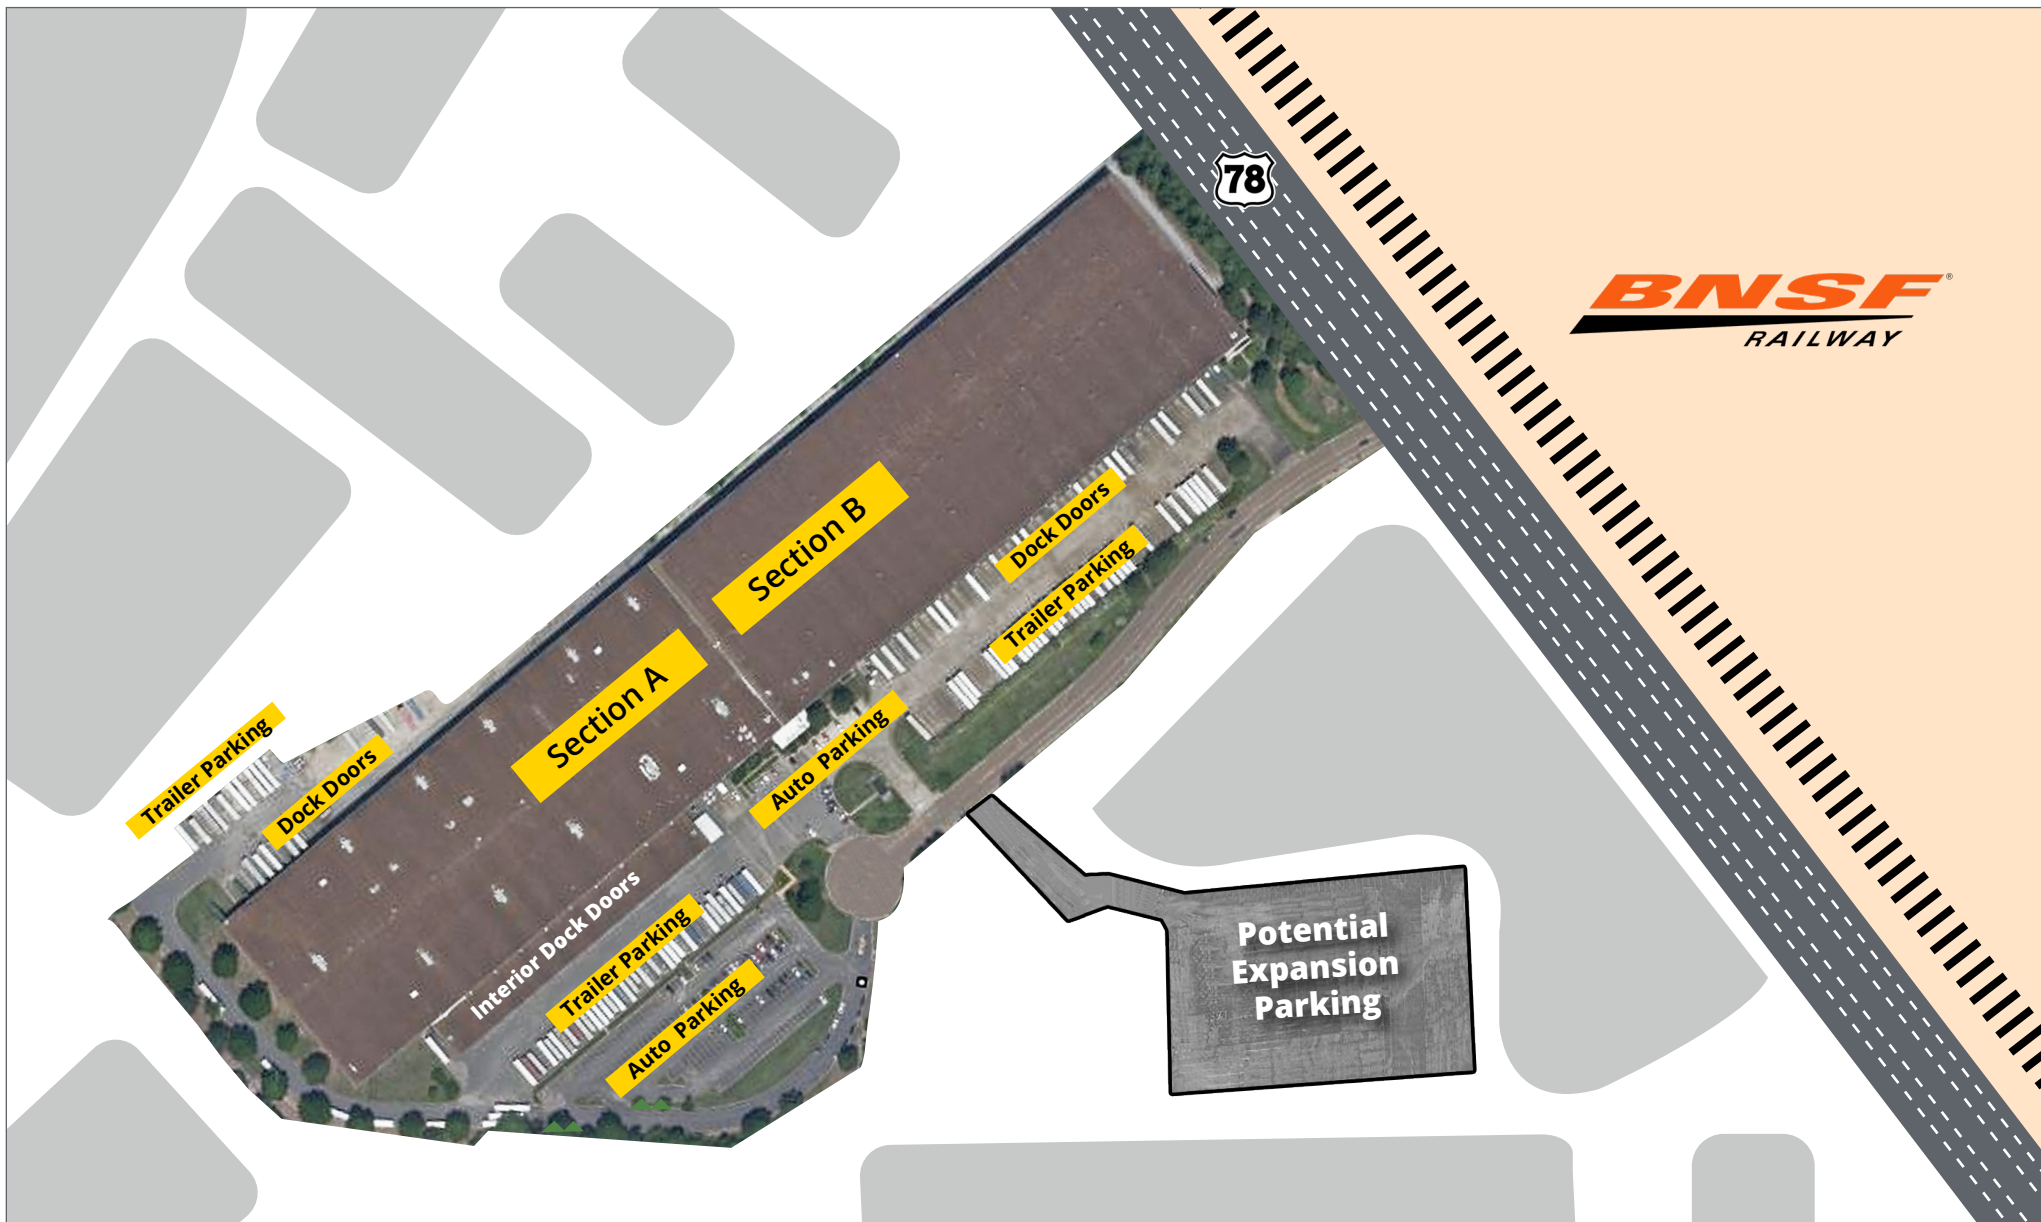 78
BNSF®
RAILWAY
Section B
Dock Doors
Trailer Parking
Section A
Auto Parking
Trailer Parking
Dock Doors
Interior Dock Doors
Trailer Parking
Auto Parking
Potential
Expansion
Parking